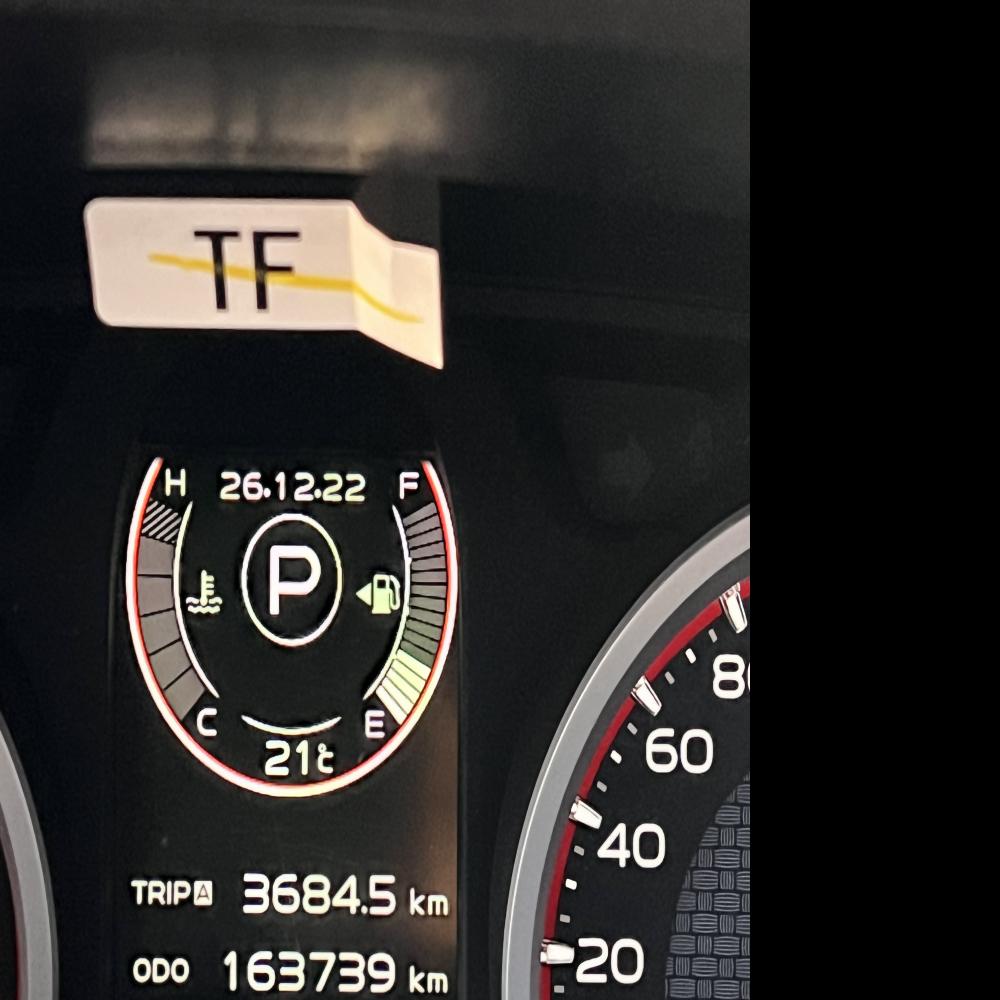 TF
H 26.12.22 F
P
C E
21℃
TRIP A 3684.5 km
ODO 163739 km
80
60
40
20